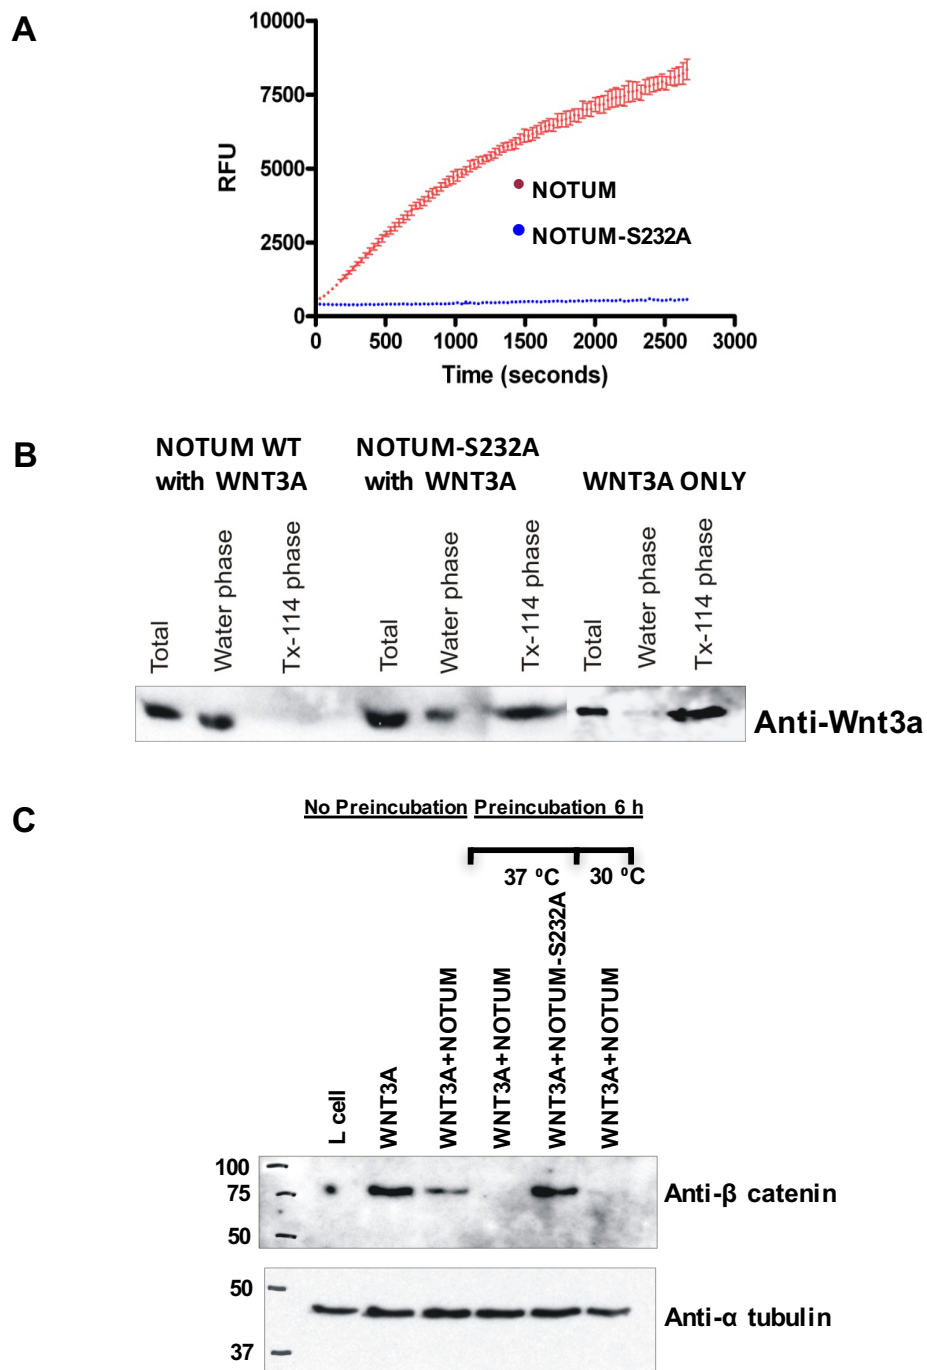 A
10000
7500
5000
2500
0
RFU
NOTUM
NOTUM-S232A
0 500 1000 1500 2000 2500 3000
Time (seconds)
B
NOTUM WT
with WNT3A
NOTUM-S232A
with WNT3A
WNT3A ONLY
Total
Water phase
Tx-114 phase
Total
Water phase
Tx-114 phase
Total
Water phase
Tx-114 phase
Anti-Wnt3a
C
No Preincubation
Preincubation 6 h
37 ºC
30 ºC
L cell
WNT3A
WNT3A+NOTUM
WNT3A+NOTUM
WNT3A+NOTUM-S232A
WNT3A+NOTUM
100
75
50
Anti-β catenin
50
37
Anti-α tubulin